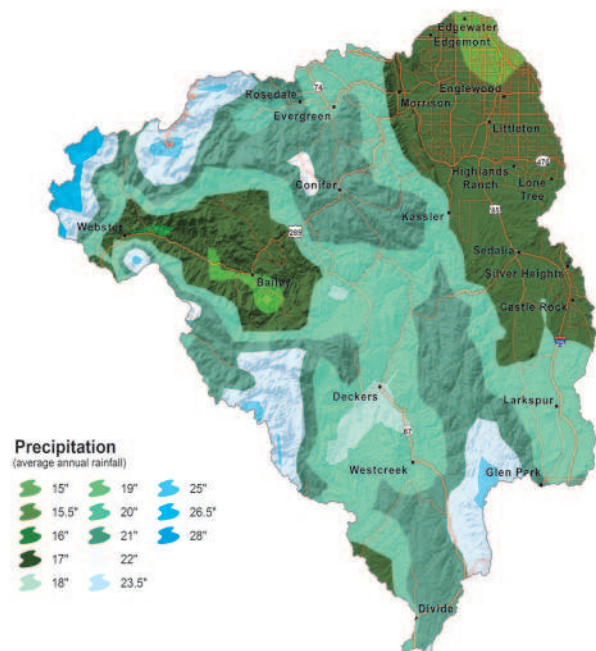 Edgewater
Edgemont
Rosedale
74
Evergreen
Morrison
Englewood
Littleton
470
Highlands
Ranch
Lone
Tree
Conifer
Kassler
85
Webster
285
Sedalia
Bailey
Silver Heights
Castle Rock
Deckers
Larkspur
67
Westcreek
Glen Park
Divide
Precipitation
(average annual rainfall)
15" 19" 25"
15.5" 20" 26.5"
16" 21" 28"
17" 22"
18" 23.5"